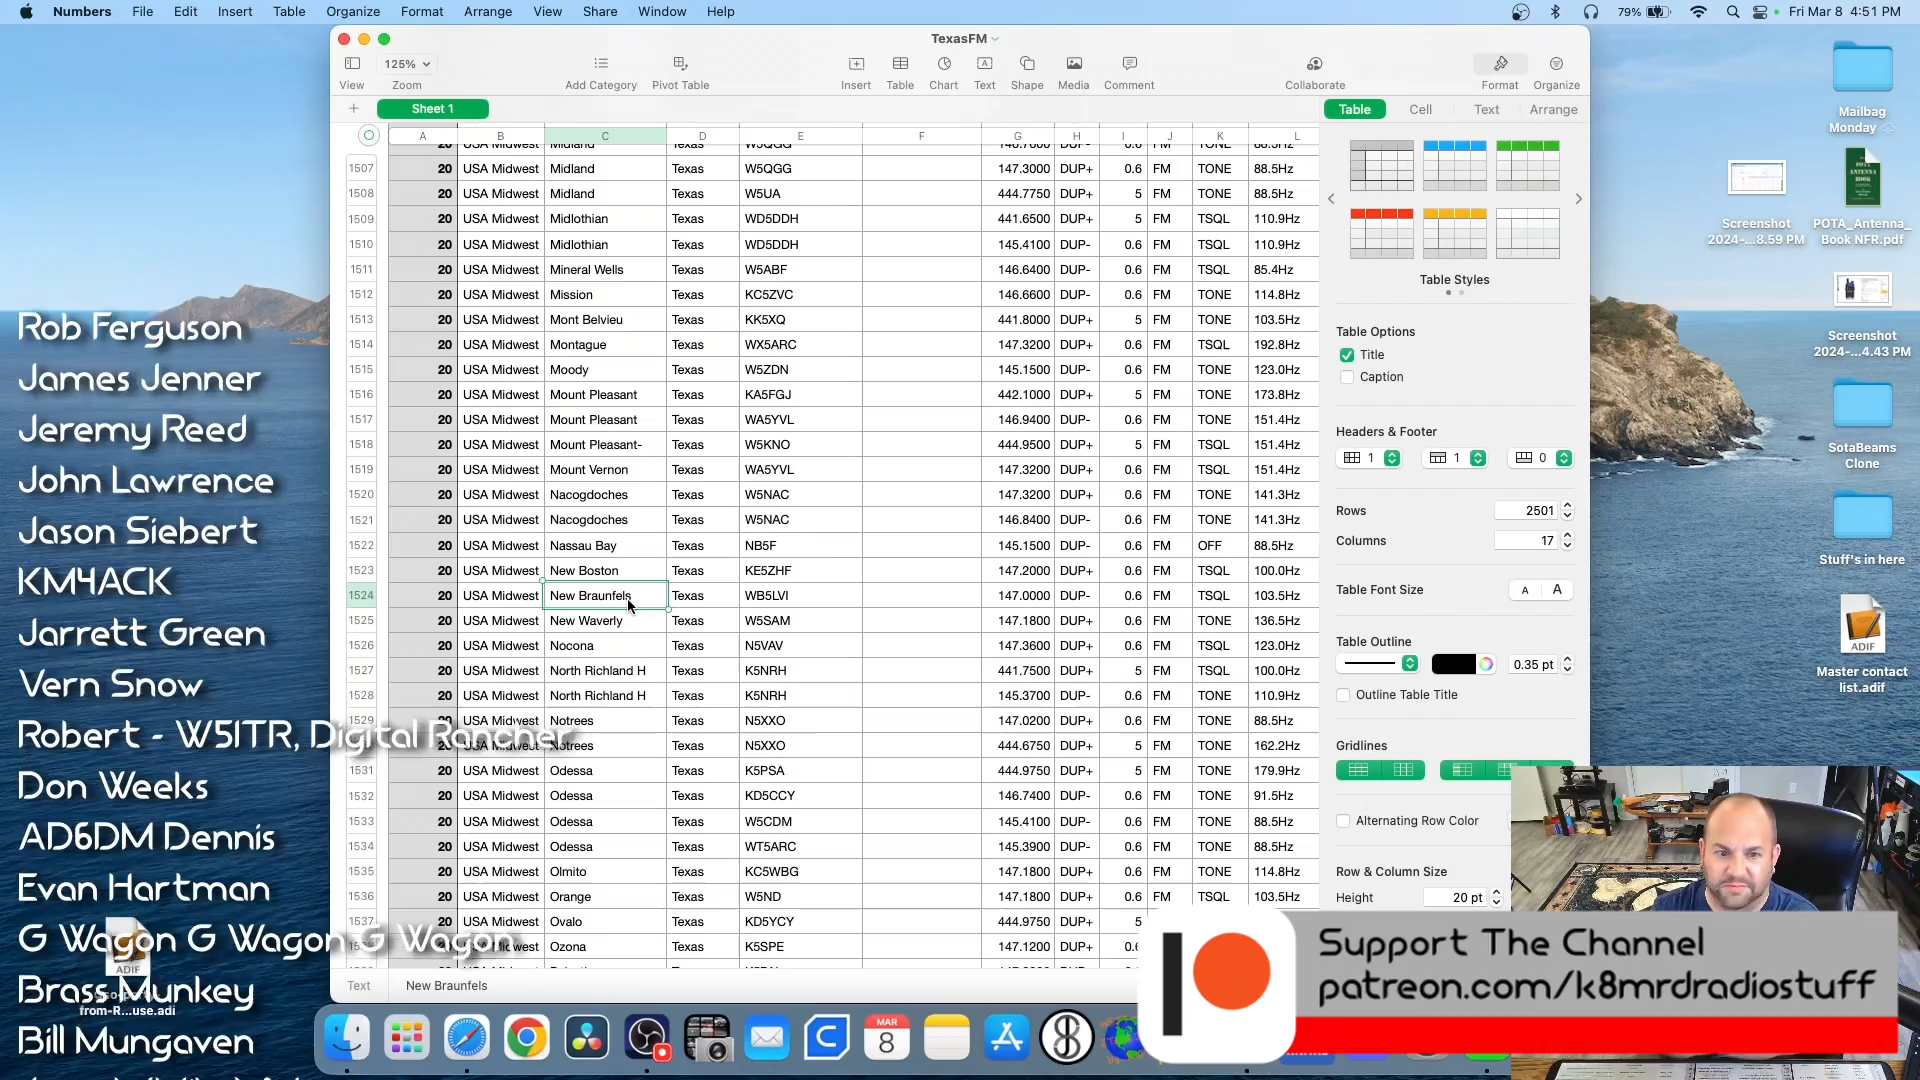 Numbers File Edit Insert Table Organize Format Arrange View Share Window Help 79% Fri Mar 8 4:51 PM
TexasFM
125%
View Zoom Add Category Pivot Table Insert Table Chart Text Shape Media Comment Collaborate Format Organize
Sheet 1 Table Cell Text Arrange
A B C D E F G H I J K L
1507 20 USA Midwest Midland Texas W5QGG 147.3000 DUP+ 0.6 FM TONE 88.5Hz
1508 20 USA Midwest Midland Texas W5UA 444.7750 DUP+ 5 FM TONE 88.5Hz
1509 20 USA Midwest Midlothian Texas WD5DDH 441.6500 DUP+ 5 FM TSQL 110.9Hz
1510 20 USA Midwest Midlothian Texas WD5DDH 145.4100 DUP- 0.6 FM TSQL 110.9Hz
1511 20 USA Midwest Mineral Wells Texas W5ABF 146.6400 DUP- 0.6 FM TSQL 85.4Hz
1512 20 USA Midwest Mission Texas KC5ZVC 146.6600 DUP- 0.6 FM TONE 114.8Hz
1513 20 USA Midwest Mont Belvieu Texas KK5XQ 441.8000 DUP+ 5 FM TONE 103.5Hz
1514 20 USA Midwest Montague Texas WX5ARC 147.3200 DUP+ 0.6 FM TSQL 192.8Hz
1515 20 USA Midwest Moody Texas W5ZDN 145.1500 DUP- 0.6 FM TONE 123.0Hz
1516 20 USA Midwest Mount Pleasant Texas KA5FGJ 442.1000 DUP+ 5 FM TONE 173.8Hz
1517 20 USA Midwest Mount Pleasant Texas WA5YVL 146.9400 DUP- 0.6 FM TONE 151.4Hz
1518 20 USA Midwest Mount Pleasant- Texas W5KNO 444.9500 DUP+ 5 FM TSQL 151.4Hz
1519 20 USA Midwest Mount Vernon Texas WA5YVL 147.3200 DUP+ 0.6 FM TSQL 151.4Hz
1520 20 USA Midwest Nacogdoches Texas W5NAC 147.3200 DUP+ 0.6 FM TONE 141.3Hz
1521 20 USA Midwest Nacogdoches Texas W5NAC 146.8400 DUP- 0.6 FM TONE 141.3Hz
1522 20 USA Midwest Nassau Bay Texas NB5F 145.1500 DUP- 0.6 FM OFF 88.5Hz
1523 20 USA Midwest New Boston Texas KE5ZHF 147.2000 DUP+ 0.6 FM TSQL 100.0Hz
1524 20 USA Midwest New Braunfels Texas WB5LVI 147.0000 DUP- 0.6 FM TSQL 103.5Hz
1525 20 USA Midwest New Waverly Texas W5SAM 147.1800 DUP+ 0.6 FM TONE 136.5Hz
1526 20 USA Midwest Nocona Texas N5VAV 147.3600 DUP+ 0.6 FM TSQL 123.0Hz
1527 20 USA Midwest North Richland H Texas K5NRH 441.7500 DUP+ 5 FM TSQL 100.0Hz
1528 20 USA Midwest North Richland H Texas K5NRH 145.3700 DUP- 0.6 FM TONE 110.9Hz
1529 20 USA Midwest Notrees Texas N5XXO 147.0200 DUP+ 0.6 FM TONE 88.5Hz
20 USA Midwest Notrees Texas N5XXO 444.6750 DUP+ 5 FM TONE 162.2Hz
1531 20 USA Midwest Odessa Texas K5PSA 444.9750 DUP+ 5 FM TONE 179.9Hz
1532 20 USA Midwest Odessa Texas KD5CCY 146.7400 DUP- 0.6 FM TONE 91.5Hz
1533 20 USA Midwest Odessa Texas W5CDM 145.4100 DUP- 0.6 FM TONE 88.5Hz
1534 20 USA Midwest Odessa Texas WT5ARC 145.3900 DUP- 0.6 FM TONE 88.5Hz
1535 20 USA Midwest Olmito Texas KC5WBG 147.1800 DUP+ 0.6 FM TONE 114.8Hz
1536 20 USA Midwest Orange Texas W5ND 147.1800 DUP+ 0.6 FM TSQL 103.5Hz
1537 20 USA Midwest Ovalo Texas KD5YCY 444.9750 DUP+ 5
20 USA Midwest Ozona Texas K5SPE 147.1200 DUP+
Text New Braunfels
Table Styles
Table Options
Title
Caption
Headers & Footer
1 1 0
Rows 2501
Columns 17
Table Font Size A A
Table Outline
0.35 pt
Outline Table Title
Gridlines
Alternating Row Color
Row & Column Size
Height 20 pt
Mailbag
Monday
Screenshot
2024-...8.59 PM
POTA_Antenna_
Book NFR.pdf
Screenshot
2024-...4.43 PM
SotaBeams
Clone
Stuff's in here
ADIF
Master contact
list.adif
Rob Ferguson
James Jenner
Jeremy Reed
John Lawrence
Jason Siebert
KM4ACK
Jarrett Green
Vern Snow
Robert - W5ITR, Digital Rancher
Don Weeks
AD6DM Dennis
Evan Hartman
G Wagon G Wagon G Wagon
ADIF
Brass Munkey
from-R...use.adi
Bill Mungaven
MAR
8
Support The Channel
patreon.com/k8mrdradiostuff